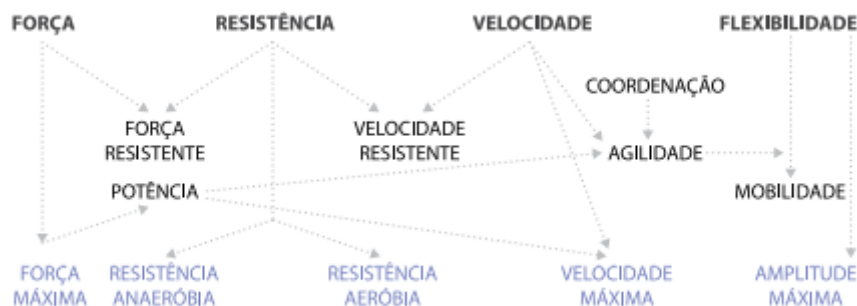 FORÇA
RESISTÊNCIA
VELOCIDADE
FLEXIBILIDADE
COORDENAÇÃO
FORÇA
RESISTENTE
VELOCIDADE
RESISTENTE
AGILIDADE
POTÊNCIA
MOBILIDADE
FORÇA
MÁXIMA
RESISTÊNCIA
ANAERÓBIA
RESISTÊNCIA
AERÓBIA
VELOCIDADE
MÁXIMA
AMPLITUDE
MÁXIMA